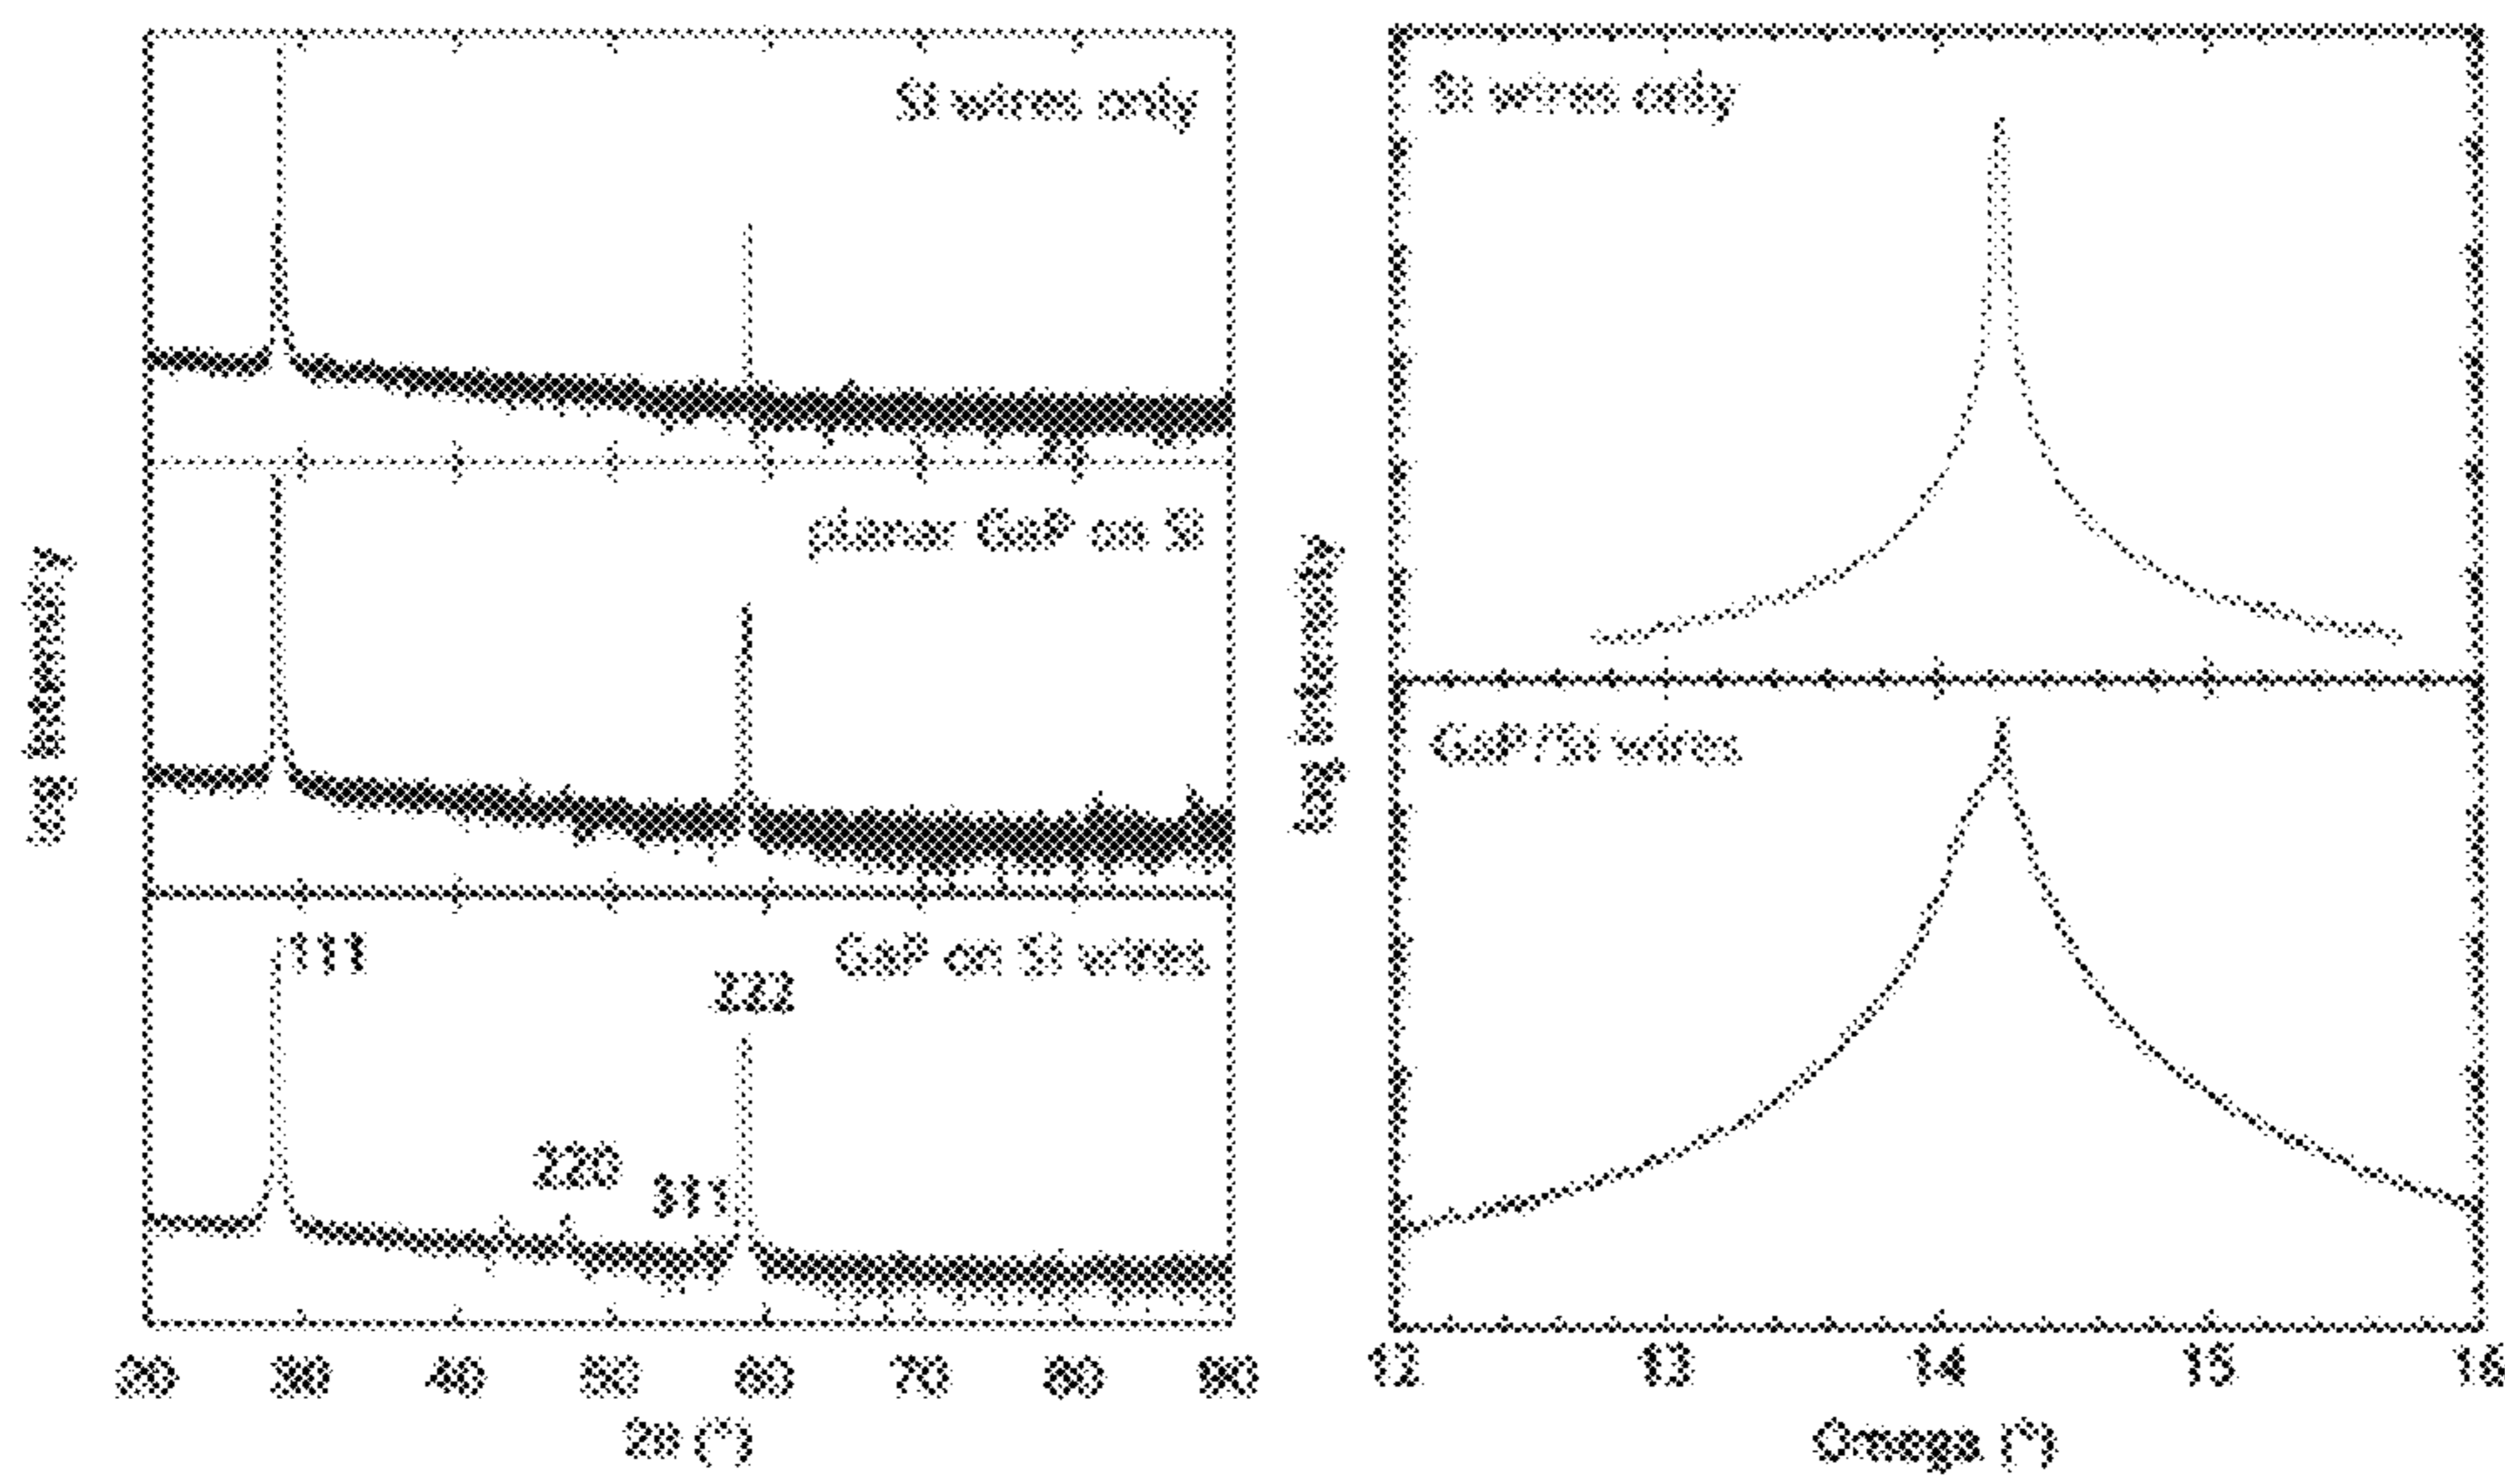 Si wires only
planar GaP on Si
111
GaP on Si wires
222
220
311
Log Intensity
20 30 40 50 60 70 80 90
2θ (°)
Si wires only
GaP/Si wires
Log Intensity
12 13 14 15 16
Omega (°)